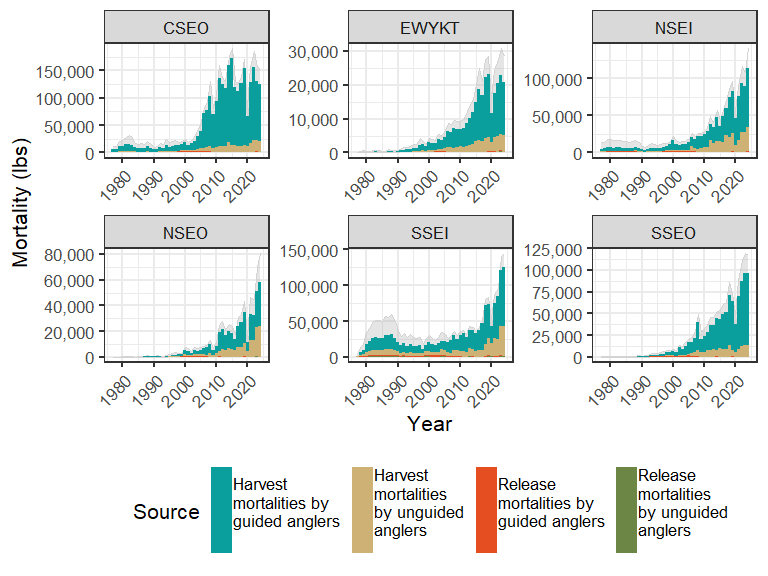 CSEO
EWYKT
NSEI
150,000
100,000
50,000
0
30,000
20,000
10,000
0
100,000
50,000
0
1980
1990
2000
2010
2020
1980
1990
2000
2010
2020
1980
1990
2000
2010
2020
Mortality (lbs)
NSEO
SSEI
SSEO
80,000
60,000
40,000
20,000
0
150,000
100,000
50,000
0
125,000
100,000
75,000
50,000
25,000
0
1980
1990
2000
2010
2020
1980
1990
2000
2010
2020
1980
1990
2000
2010
2020
Year
Source
Harvest
mortalities by
guided anglers
Harvest
mortalities
by unguided
anglers
Release
mortalities by
guided anglers
Release
mortalities
by unguided
anglers